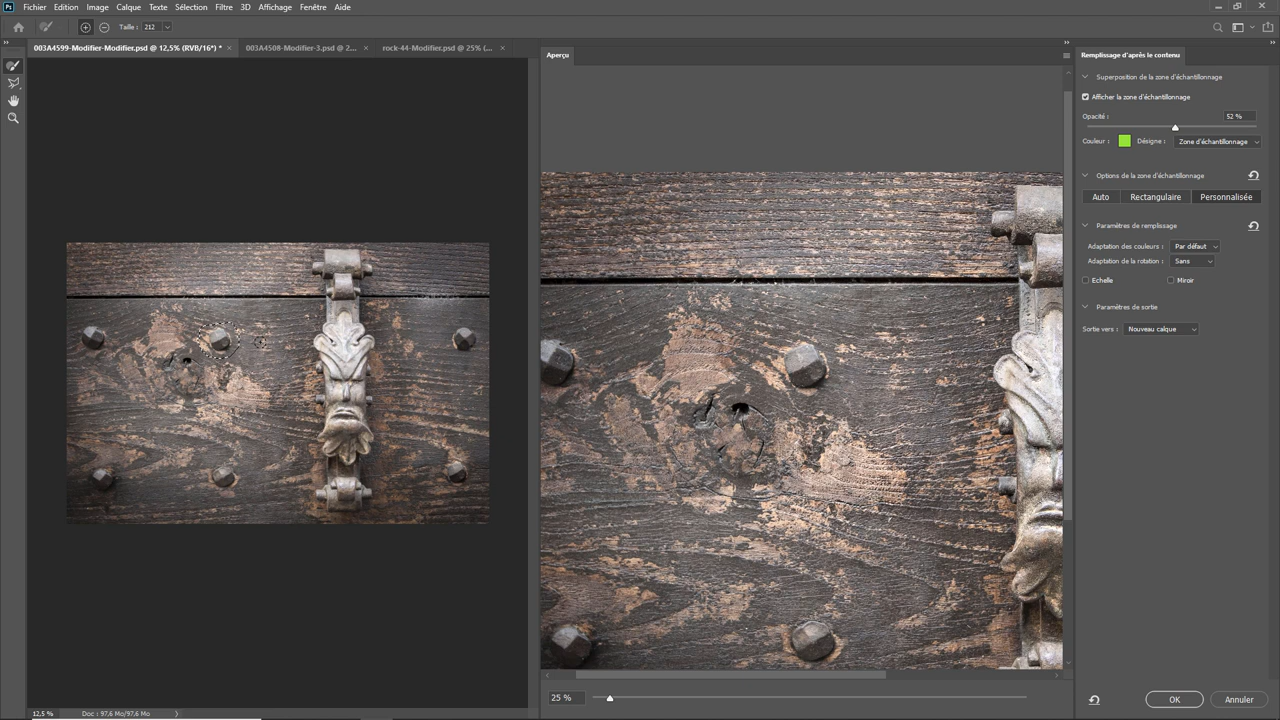 Ps Fichier Edition Image Calque Texte Sélection Filtre 3D Affichage Fenêtre Aide
Taille : 212
003A4599-Modifier-Modifier.psd @ 12,5% (RVB/16*) * × 003A4508-Modifier-3.psd @ 2... × rock-44-Modifier.psd @ 25% (... ×
Aperçu
Remplissage d'après le contenu
Superposition de la zone d'échantillonnage
Afficher la zone d'échantillonnage
Opacité : 52 %
Couleur : Désigne : Zone d'échantillonnage
Options de la zone d'échantillonnage
Auto Rectangulaire Personnalisée
Paramètres de remplissage
Adaptation des couleurs : Par défaut
Adaptation de la rotation : Sans
Echelle Miroir
Paramètres de sortie
Sortie vers : Nouveau calque
25 %
OK Annuler
12,5 % Doc : 97,6 Mo/97,6 Mo